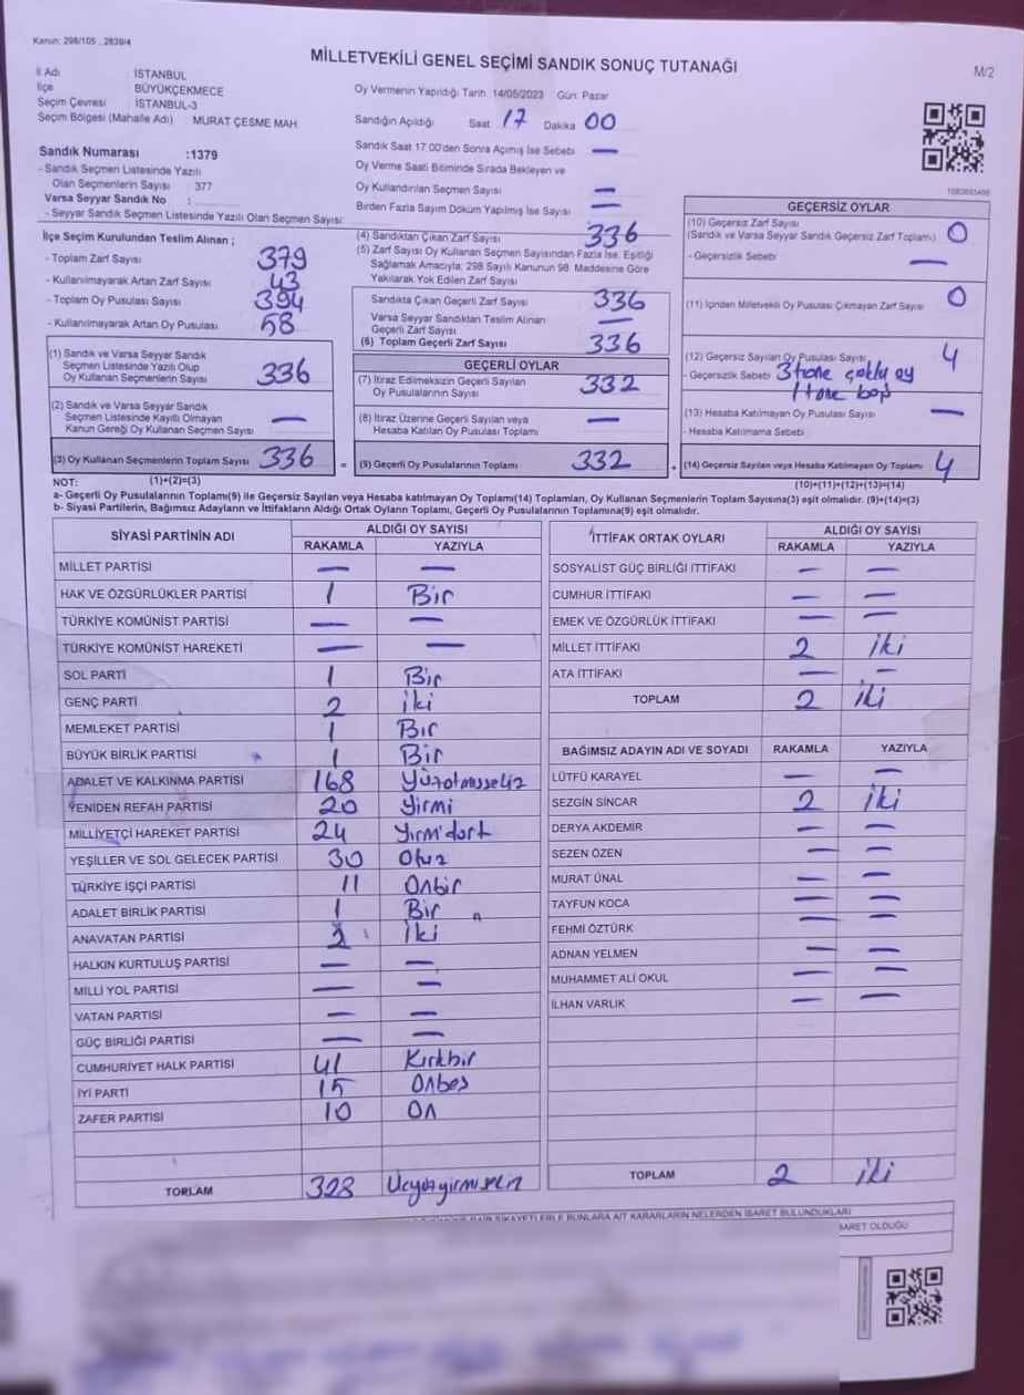 Kanun: 298/105 , 2839/4
MİLLETVEKİLİ GENEL SEÇİMİ SANDIK SONUÇ TUTANAĞI
M/2
İl Adı : İSTANBUL
İlçe : BÜYÜKÇEKMECE
Seçim Çevresi : İSTANBUL-3
Seçim Bölgesi (Mahalle Adı) : MURAT ÇEŞME MAH.
Sandık Numarası :1379
- Sandık Seçmen Listesinde Yazılı
Olan Seçmenlerin Sayısı : 377
Varsa Seyyar Sandık No :
- Seyyar Sandık Seçmen Listesinde Yazılı Olan Seçmen Sayısı:
Oy Vermenin Yapıldığı Tarih: 14/05/2023 Gün: Pazar
Sandığın Açıldığı Saat 17 Dakika 00
Sandık Saat 17.00'den Sonra Açılmış İse Sebebi —
Oy Verme Saati Bitiminde Sırada Bekleyen ve
Oy Kullandırılan Seçmen Sayısı —
Birden Fazla Sayım Döküm Yapılmış İse Sayısı —
İlçe Seçim Kurulundan Teslim Alınan ;
- Toplam Zarf Sayısı 379
- Kullanılmayarak Artan Zarf Sayısı 43
- Toplam Oy Pusulası Sayısı 394
- Kullanılmayarak Artan Oy Pusulası 58
(4) Sandıktan Çıkan Zarf Sayısı 336
(5) Zarf Sayısı Oy Kullanan Seçmen Sayısından Fazla İse, Eşitliği
Sağlamak Amacıyla, 298 Sayılı Kanunun 98. Maddesine Göre
Yakılarak Yok Edilen Zarf Sayısı
Sandıkta Çıkan Geçerli Zarf Sayısı 336
Varsa Seyyar Sandıktan Teslim Alınan
Geçerli Zarf Sayısı —
(6) Toplam Geçerli Zarf Sayısı 336
GEÇERSİZ OYLAR
(10) Geçersiz Zarf Sayısı
(Sandık ve Varsa Seyyar Sandık Geçersiz Zarf Toplamı) 0
- Geçersizlik Sebebi —
(11) İçinden Milletvekili Oy Pusulası Çıkmayan Zarf Sayısı 0
(12) Geçersiz Sayılan Oy Pusulası Sayısı 4
- Geçersizlik Sebebi 3 tane çoklu oy
1 tane boş
(13) Hesaba Katılmayan Oy Pusulası Sayısı —
- Hesaba Katılmama Sebebi
(14) Geçersiz Sayılan veya Hesaba Katılmayan Oy Toplamı 4
(10)+(11)+(12)+(13)=(14)
(1) Sandık ve Varsa Seyyar Sandık
Seçmen Listesinde Yazılı Olup
Oy Kullanan Seçmenlerin Sayısı 336
(2) Sandık ve Varsa Seyyar Sandık
Seçmen Listesinde Kayıtlı Olmayan
Kanun Gereği Oy Kullanan Seçmen Sayısı —
(3) Oy Kullanan Seçmenlerin Toplam Sayısı 336 =
(1)+(2)=(3)
GEÇERLİ OYLAR
(7) İtiraz Edilmeksizin Geçerli Sayılan
Oy Pusulalarının Sayısı 332
(8) İtiraz Üzerine Geçerli Sayılan veya
Hesaba Katılan Oy Pusulası Toplamı —
(9) Geçerli Oy Pusulalarının Toplamı 332 +
NOT:
a- Geçerli Oy Pusulalarının Toplamı(9) ile Geçersiz Sayılan veya Hesaba katılmayan Oy Toplamı(14) Toplamları, Oy Kullanan Seçmenlerin Toplam Sayısına(3) eşit olmalıdır. (9)+(14)=(3)
b- Siyasi Partilerin, Bağımsız Adayların ve İttifakların Aldığı Ortak Oyların Toplamı, Geçerli Oy Pusulalarının Toplamına(9) eşit olmalıdır.
SİYASİ PARTİNİN ADI ALDIĞI OY SAYISI
RAKAMLA YAZIYLA
MİLLET PARTİSİ — —
HAK VE ÖZGÜRLÜKLER PARTİSİ 1 Bir
TÜRKİYE KOMÜNİST PARTİSİ — —
TÜRKİYE KOMÜNİST HAREKETİ — —
SOL PARTİ 1 Bir
GENÇ PARTİ 2 iki
MEMLEKET PARTİSİ 1 Bir
BÜYÜK BİRLİK PARTİSİ 1 Bir
ADALET VE KALKINMA PARTİSİ 168 Yüzatmışsekiz
YENİDEN REFAH PARTİSİ 20 Yirmi
MİLLİYETÇİ HAREKET PARTİSİ 24 Yirmidört
YEŞİLLER VE SOL GELECEK PARTİSİ 30 Otuz
TÜRKİYE İŞÇİ PARTİSİ 11 Onbir
ADALET BİRLİK PARTİSİ 1 Bir
ANAVATAN PARTİSİ 2 İki
HALKIN KURTULUŞ PARTİSİ — —
MİLLİ YOL PARTİSİ — —
VATAN PARTİSİ — —
GÜÇ BİRLİĞİ PARTİSİ — —
CUMHURİYET HALK PARTİSİ 41 Kırkbir
İYİ PARTİ 15 Onbeş
ZAFER PARTİSİ 10 On
TOPLAM 328 Üçyüzyirmisekiz
İTTİFAK ORTAK OYLARI ALDIĞI OY SAYISI
RAKAMLA YAZIYLA
SOSYALİST GÜÇ BİRLİĞİ İTTİFAKI — —
CUMHUR İTTİFAKI — —
EMEK VE ÖZGÜRLÜK İTTİFAKI — —
MİLLET İTTİFAKI 2 iki
ATA İTTİFAKI — —
TOPLAM 2 iki
BAĞIMSIZ ADAYIN ADI VE SOYADI RAKAMLA YAZIYLA
LÜTFÜ KARAYEL — —
SEZGİN SİNCAR 2 iki
DERYA AKDEMİR — —
SEZEN ÖZEN — —
MURAT ÜNAL — —
TAYFUN KOCA — —
FEHMİ ÖZTÜRK — —
ADNAN YELMEN — —
MUHAMMET ALİ OKUL — —
İLHAN VARLIK — —
TOPLAM 2 iki
ŞİKAYETLERLE BUNLARA AİT KARARLARIN NELERDEN İBARET BULUNDUKLARI
İBARET OLDUĞU